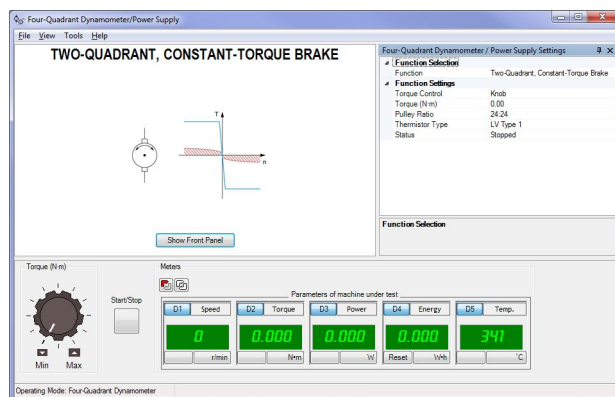 Four-Quadrant Dynamometer/Power Supply
File View Tools Help
TWO-QUADRANT, CONSTANT-TORQUE BRAKE
T
n
Show Front Panel
Four-Quadrant Dynamometer / Power Supply Settings
Function Selection
Function Two-Quadrant, Constant-Torque Brake
Function Settings
Torque Control Knob
Torque (N·m) 0.00
Pulley Ratio 24:24
Thermistor Type LV Type 1
Status Stopped
Function Selection
Torque (N·m)
Min Max
Start/Stop
Meters
Parameters of machine under test
D1 Speed D2 Torque D3 Power D4 Energy D5 Temp.
0 0.000 0.000 0.000 341
r/min N•m W Reset W•h °C
Operating Mode: Four-Quadrant Dynamometer